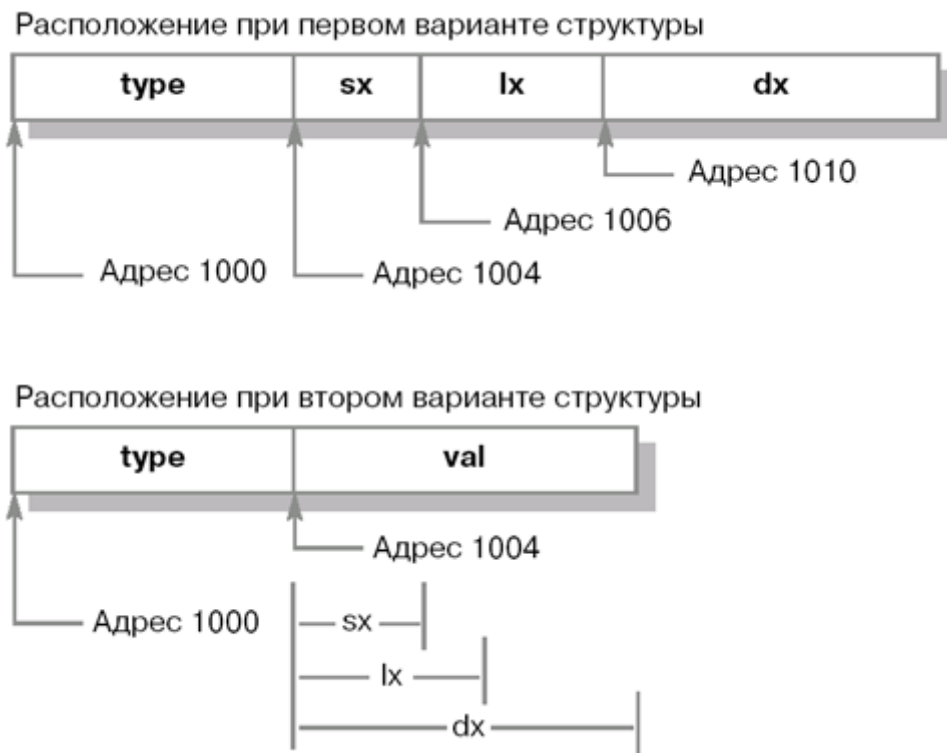 Расположение при первом варианте структуры
type sx lx dx
Адрес 1010
Адрес 1006
Адрес 1000 Адрес 1004
Расположение при втором варианте структуры
type val
Адрес 1004
Адрес 1000 sx
lx
dx